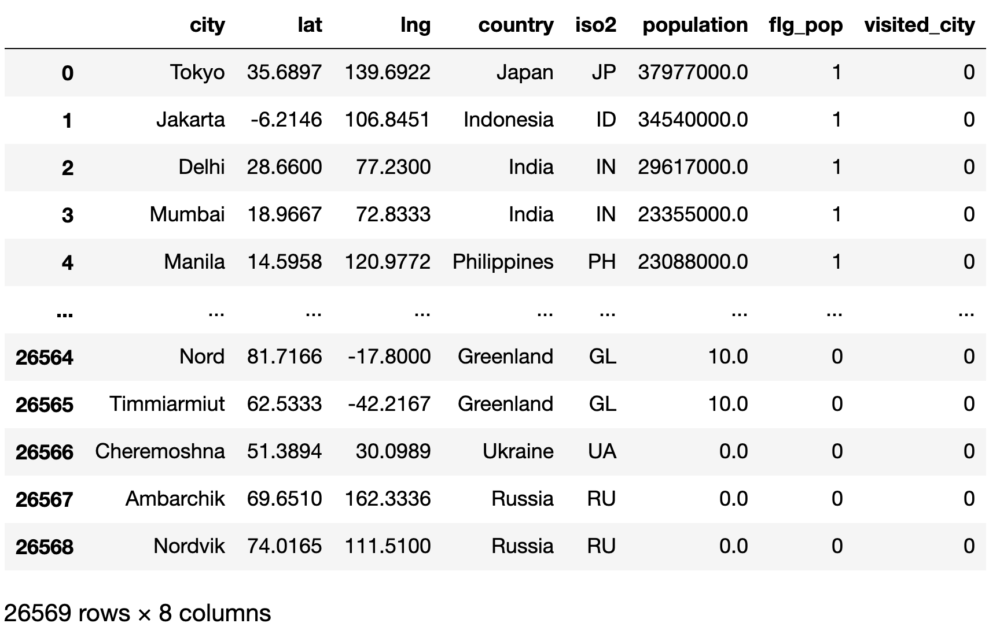 city lat lng country iso2 population flg_pop visited_city
0 Tokyo 35.6897 139.6922 Japan JP 37977000.0 1 0
1 Jakarta -6.2146 106.8451 Indonesia ID 34540000.0 1 0
2 Delhi 28.6600 77.2300 India IN 29617000.0 1 0
3 Mumbai 18.9667 72.8333 India IN 23355000.0 1 0
4 Manila 14.5958 120.9772 Philippines PH 23088000.0 1 0
... ... ... ... ... ... ... ... ...
26564 Nord 81.7166 -17.8000 Greenland GL 10.0 0 0
26565 Timmiarmiut 62.5333 -42.2167 Greenland GL 10.0 0 0
26566 Cheremoshna 51.3894 30.0989 Ukraine UA 0.0 0 0
26567 Ambarchik 69.6510 162.3336 Russia RU 0.0 0 0
26568 Nordvik 74.0165 111.5100 Russia RU 0.0 0 0
26569 rows × 8 columns